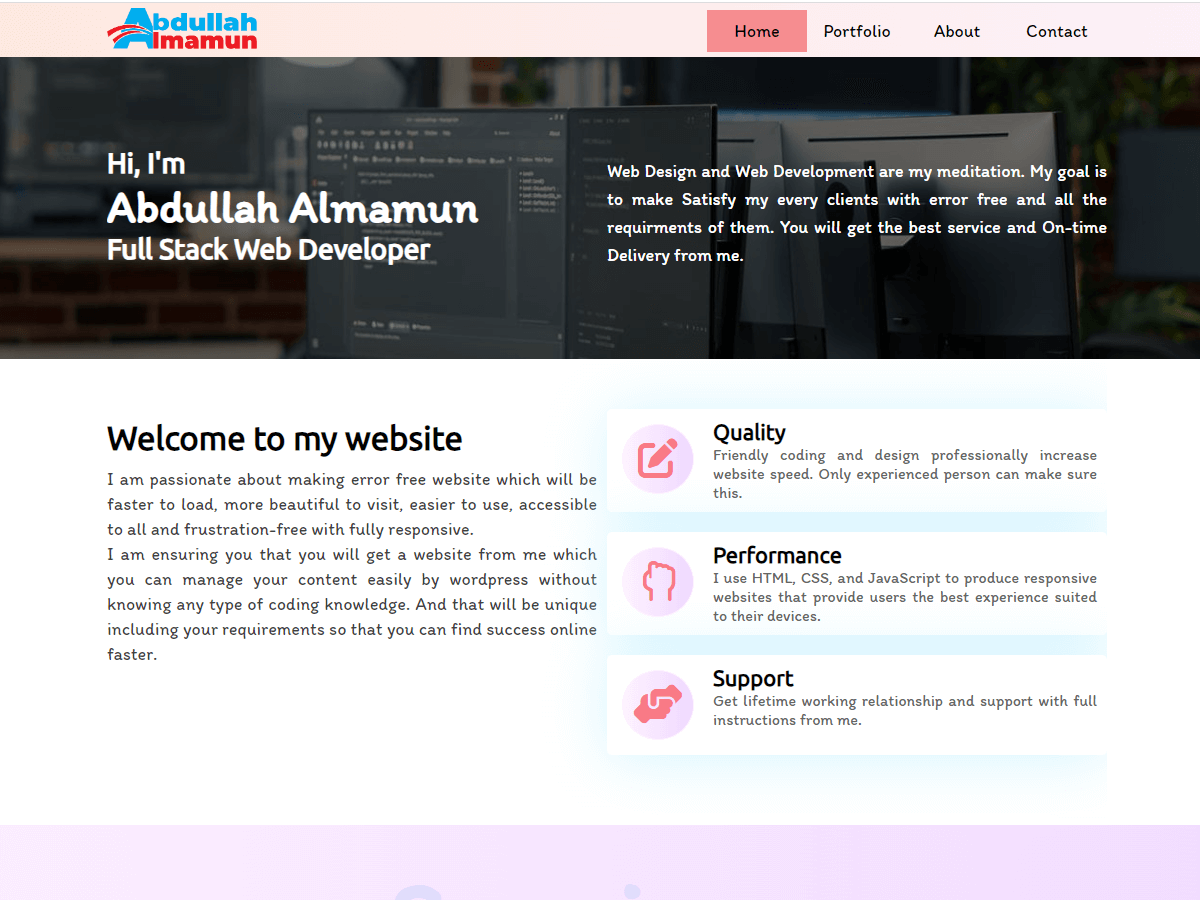 Abdullah
Almamun
Home Portfolio About Contact
Hi, I'm
Abdullah Almamun
Full Stack Web Developer
Web Design and Web Development are my meditation. My goal is
to make Satisfy my every clients with error free and all the
requirments of them. You will get the best service and On-time
Delivery from me.
Welcome to my website
I am passionate about making error free website which will be
faster to load, more beautiful to visit, easier to use, accessible
to all and frustration-free with fully responsive.
I am ensuring you that you will get a website from me which
you can manage your content easily by wordpress without
knowing any type of coding knowledge. And that will be unique
including your requirements so that you can find success online
faster.
Quality
Friendly coding and design professionally increase
website speed. Only experienced person can make sure
this.
Performance
I use HTML, CSS, and JavaScript to produce responsive
websites that provide users the best experience suited
to their devices.
Support
Get lifetime working relationship and support with full
instructions from me.